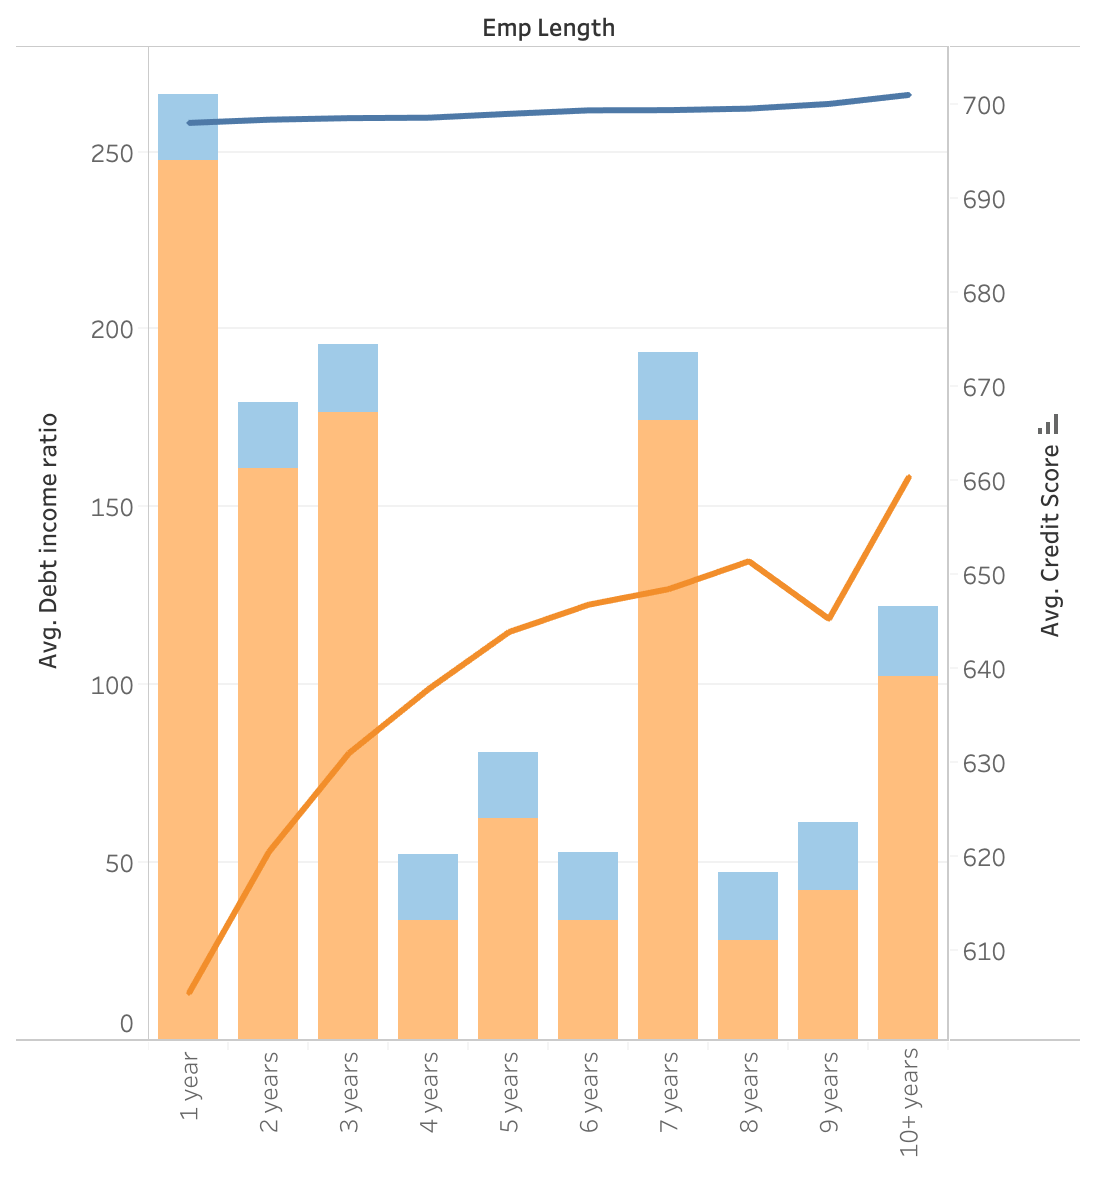 Emp Length
Avg. Debt income ratio
250
200
150
100
50
0
700
690
680
670
660
650
640
630
620
610
Avg. Credit Score
1 year
2 years
3 years
4 years
5 years
6 years
7 years
8 years
9 years
10+ years